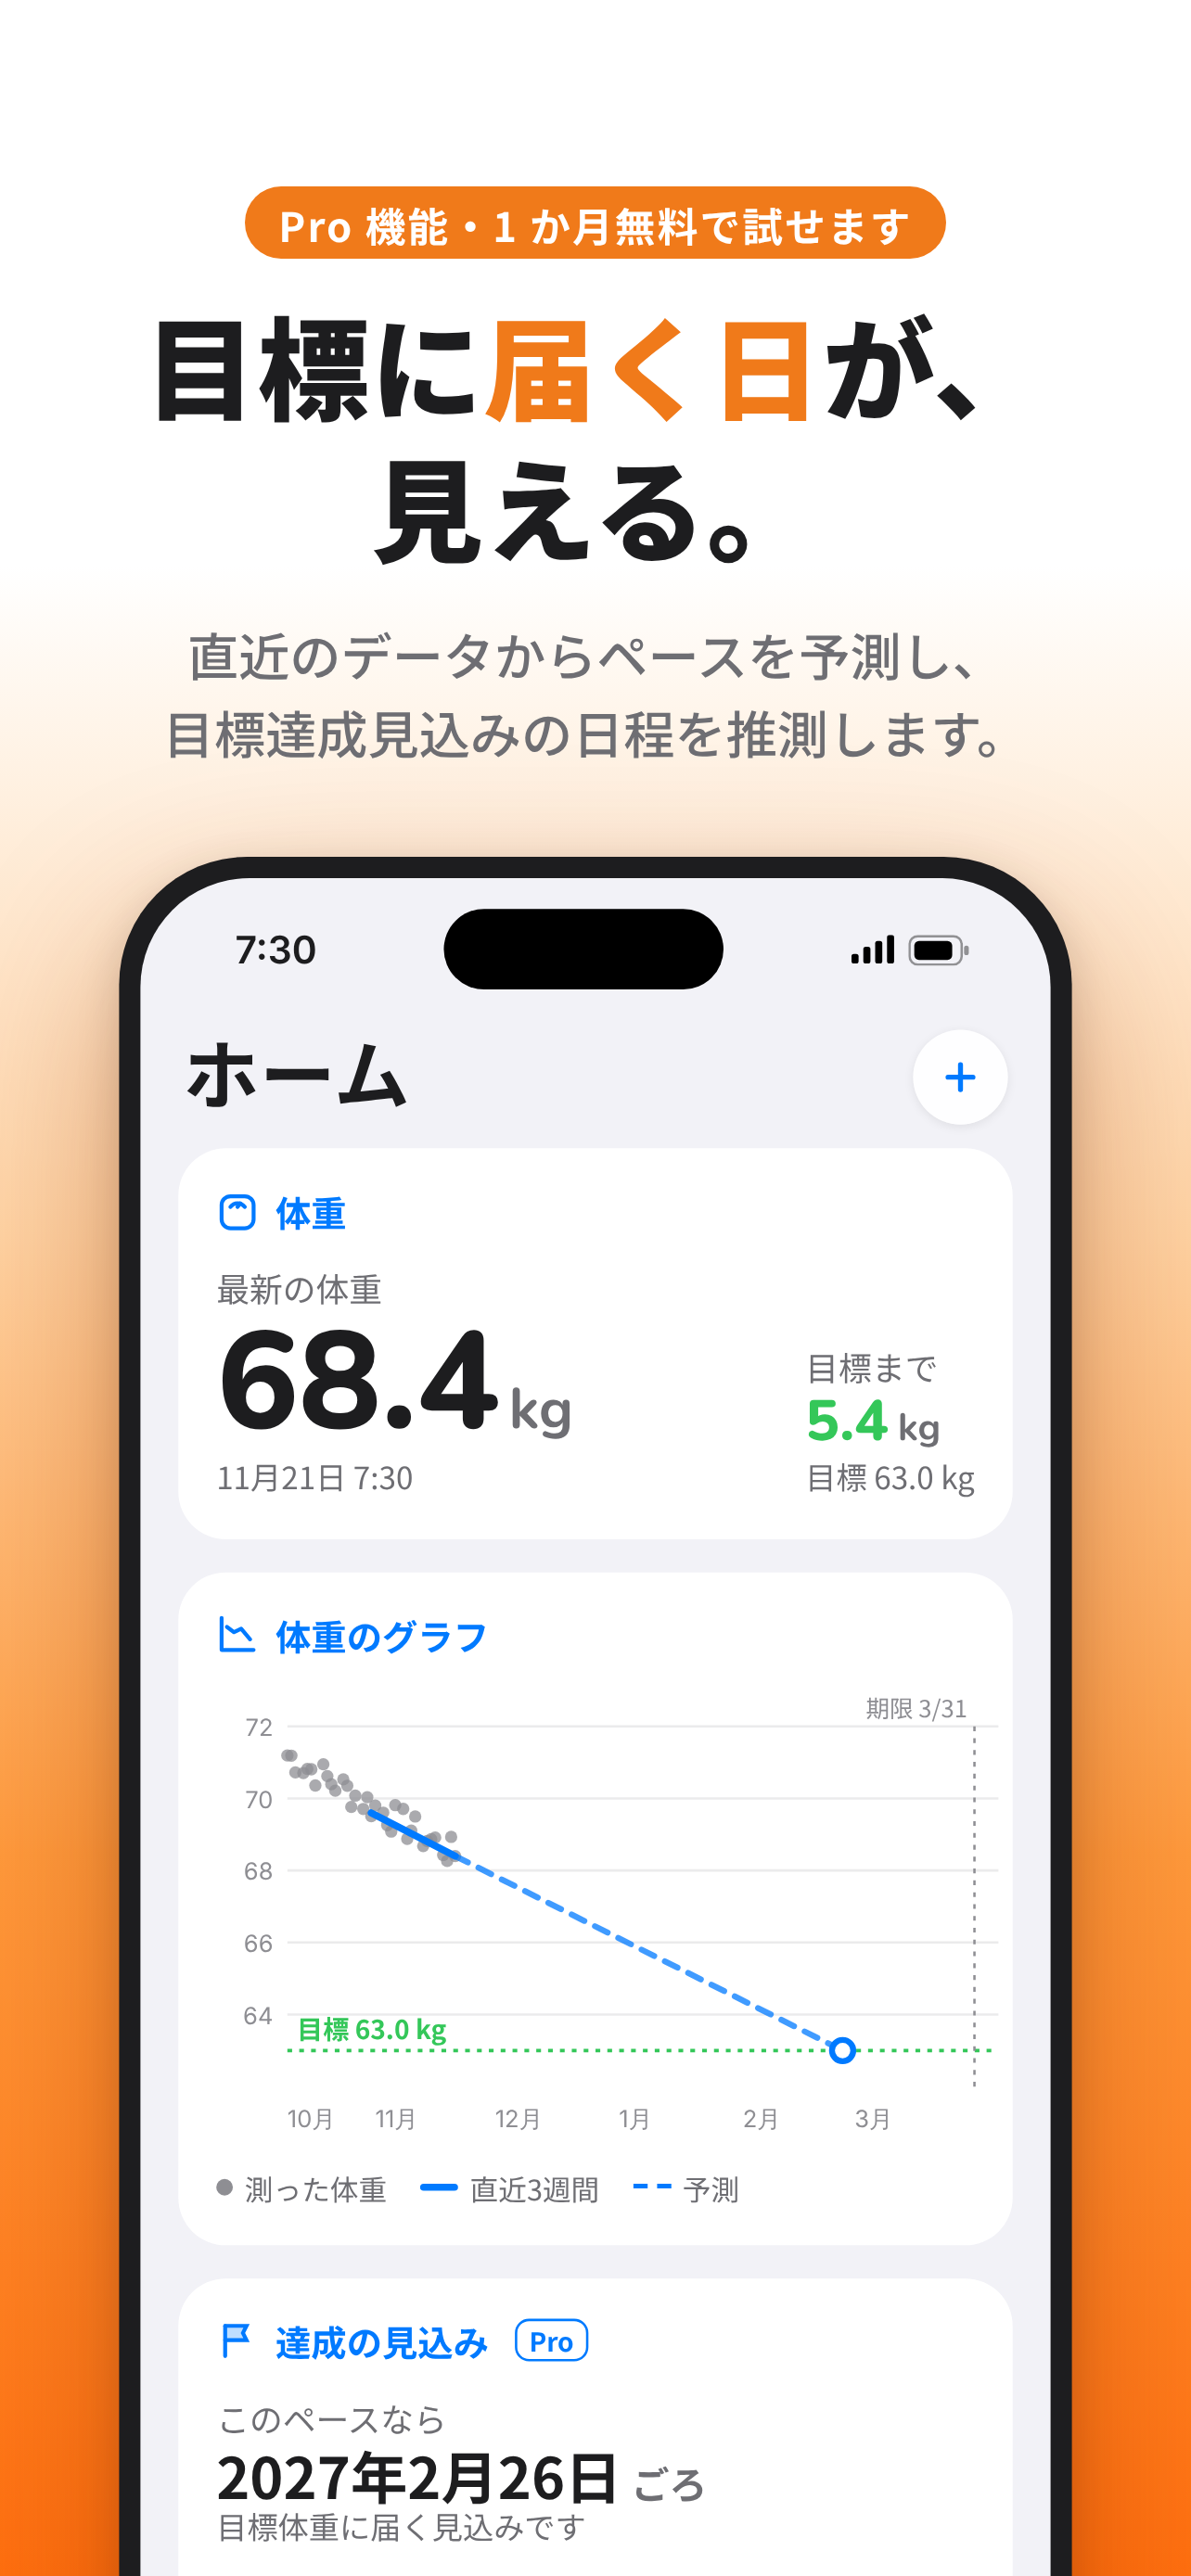 Pro 機能・1 か月無料で試せます
目標に届く日が、
見える。
直近のデータからペースを予測し、
目標達成見込みの日程を推測します。
7:30
ホーム
体重
最新の体重
68.4 kg
11月21日 7:30
目標まで
5.4 kg
目標 63.0 kg
体重のグラフ
期限 3/31
72
70
68
66
64
目標 63.0 kg
10月 11月 12月 1月 2月 3月
測った体重 直近3週間 予測
達成の見込み Pro
このペースなら
2027年2月26日 ごろ
目標体重に届く見込みです